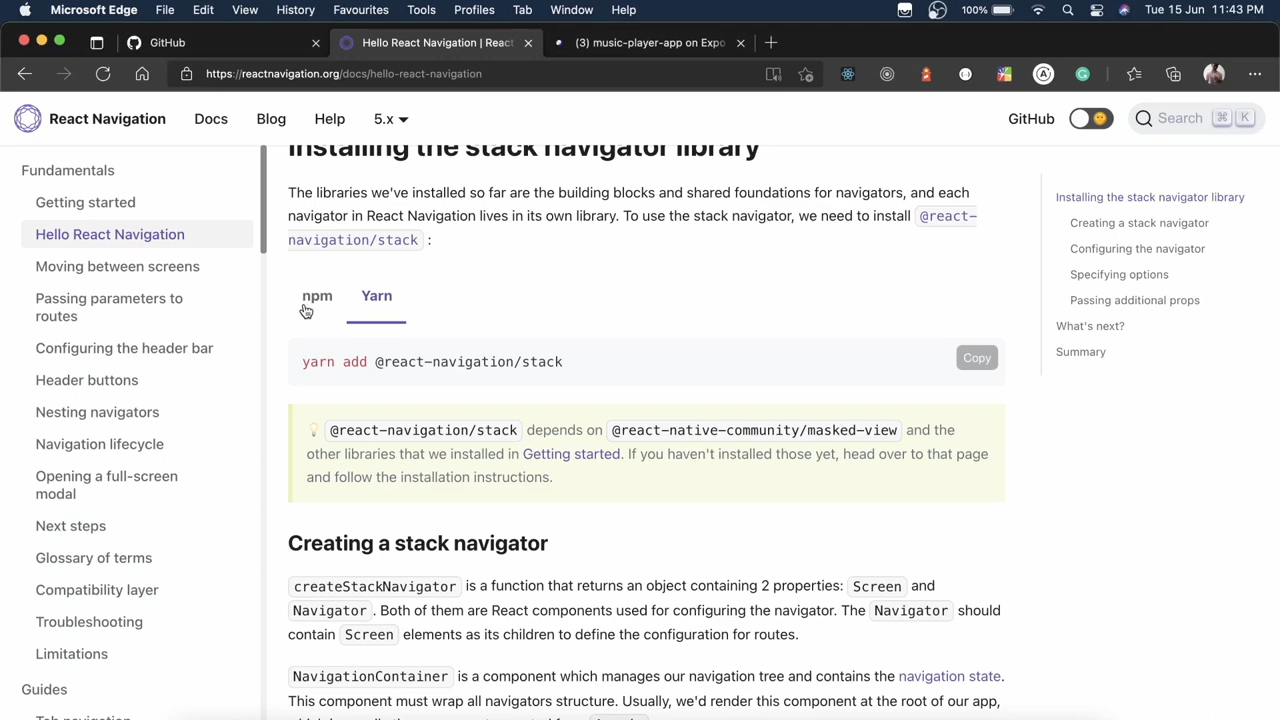 Microsoft Edge File Edit View History Favourites Tools Profiles Tab Window Help 100% Tue 15 Jun 11:43 PM
GitHub Hello React Navigation | React (3) music-player-app on Expo
https://reactnavigation.org/docs/hello-react-navigation
React Navigation Docs Blog Help 5.x GitHub Search ⌘ K
Fundamentals
Getting started
Hello React Navigation
Moving between screens
Passing parameters to
routes
Configuring the header bar
Header buttons
Nesting navigators
Navigation lifecycle
Opening a full-screen
modal
Next steps
Glossary of terms
Compatibility layer
Troubleshooting
Limitations
Guides
Tab navigation
Installing the stack navigator library
The libraries we've installed so far are the building blocks and shared foundations for navigators, and each
navigator in React Navigation lives in its own library. To use the stack navigator, we need to install @react-
navigation/stack :
npm Yarn
yarn add @react-navigation/stack
Copy
@react-navigation/stack depends on @react-native-community/masked-view and the
other libraries that we installed in Getting started. If you haven't installed those yet, head over to that page
and follow the installation instructions.
Creating a stack navigator
createStackNavigator is a function that returns an object containing 2 properties: Screen and
Navigator . Both of them are React components used for configuring the navigator. The Navigator should
contain Screen elements as its children to define the configuration for routes.
NavigationContainer is a component which manages our navigation tree and contains the navigation state.
This component must wrap all navigators structure. Usually, we'd render this component at the root of our app,
Installing the stack navigator library
Creating a stack navigator
Configuring the navigator
Specifying options
Passing additional props
What's next?
Summary